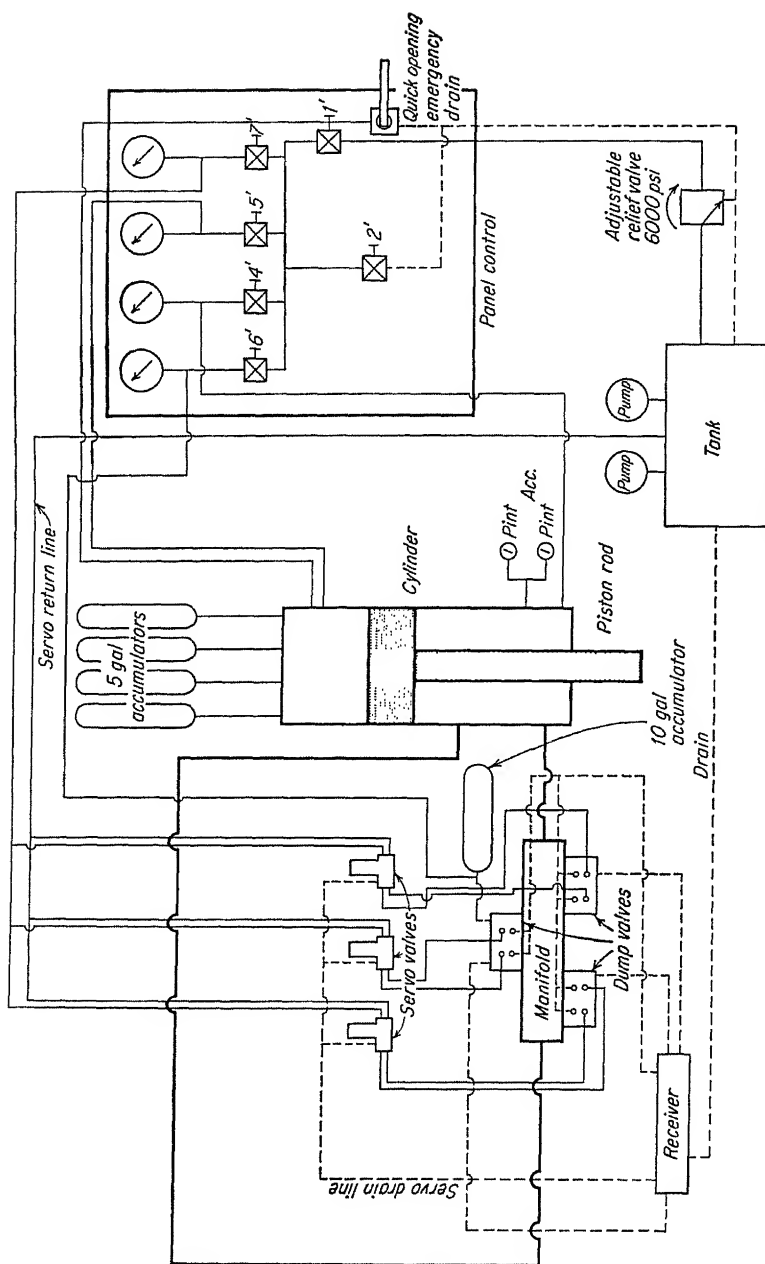 Servo return line
5 gal
accumulators
7'
5'
4'
6'
1'
2'
Quick opening
emergency
drain
Panel control
Adjustable
relief valve
6000 psi
Cylinder
Pint
Acc.
Pint
Piston rod
Pump
Pump
Tank
10 gal
accumulator
Drain
Servo valves
Manifold
Dump valves
Servo drain line
Receiver